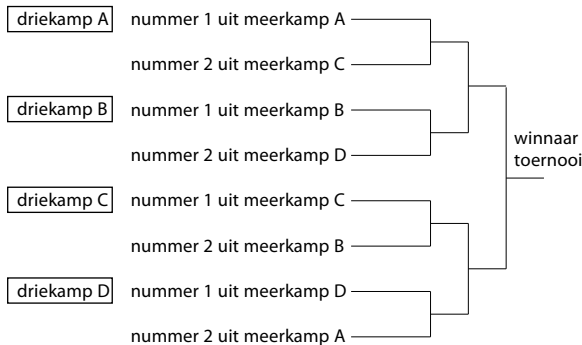 driekamp A nummer 1 uit meerkamp A
nummer 2 uit meerkamp C
driekamp B nummer 1 uit meerkamp B
nummer 2 uit meerkamp D
winnaar
toernooi
driekamp C nummer 1 uit meerkamp C
nummer 2 uit meerkamp B
driekamp D nummer 1 uit meerkamp D
nummer 2 uit meerkamp A